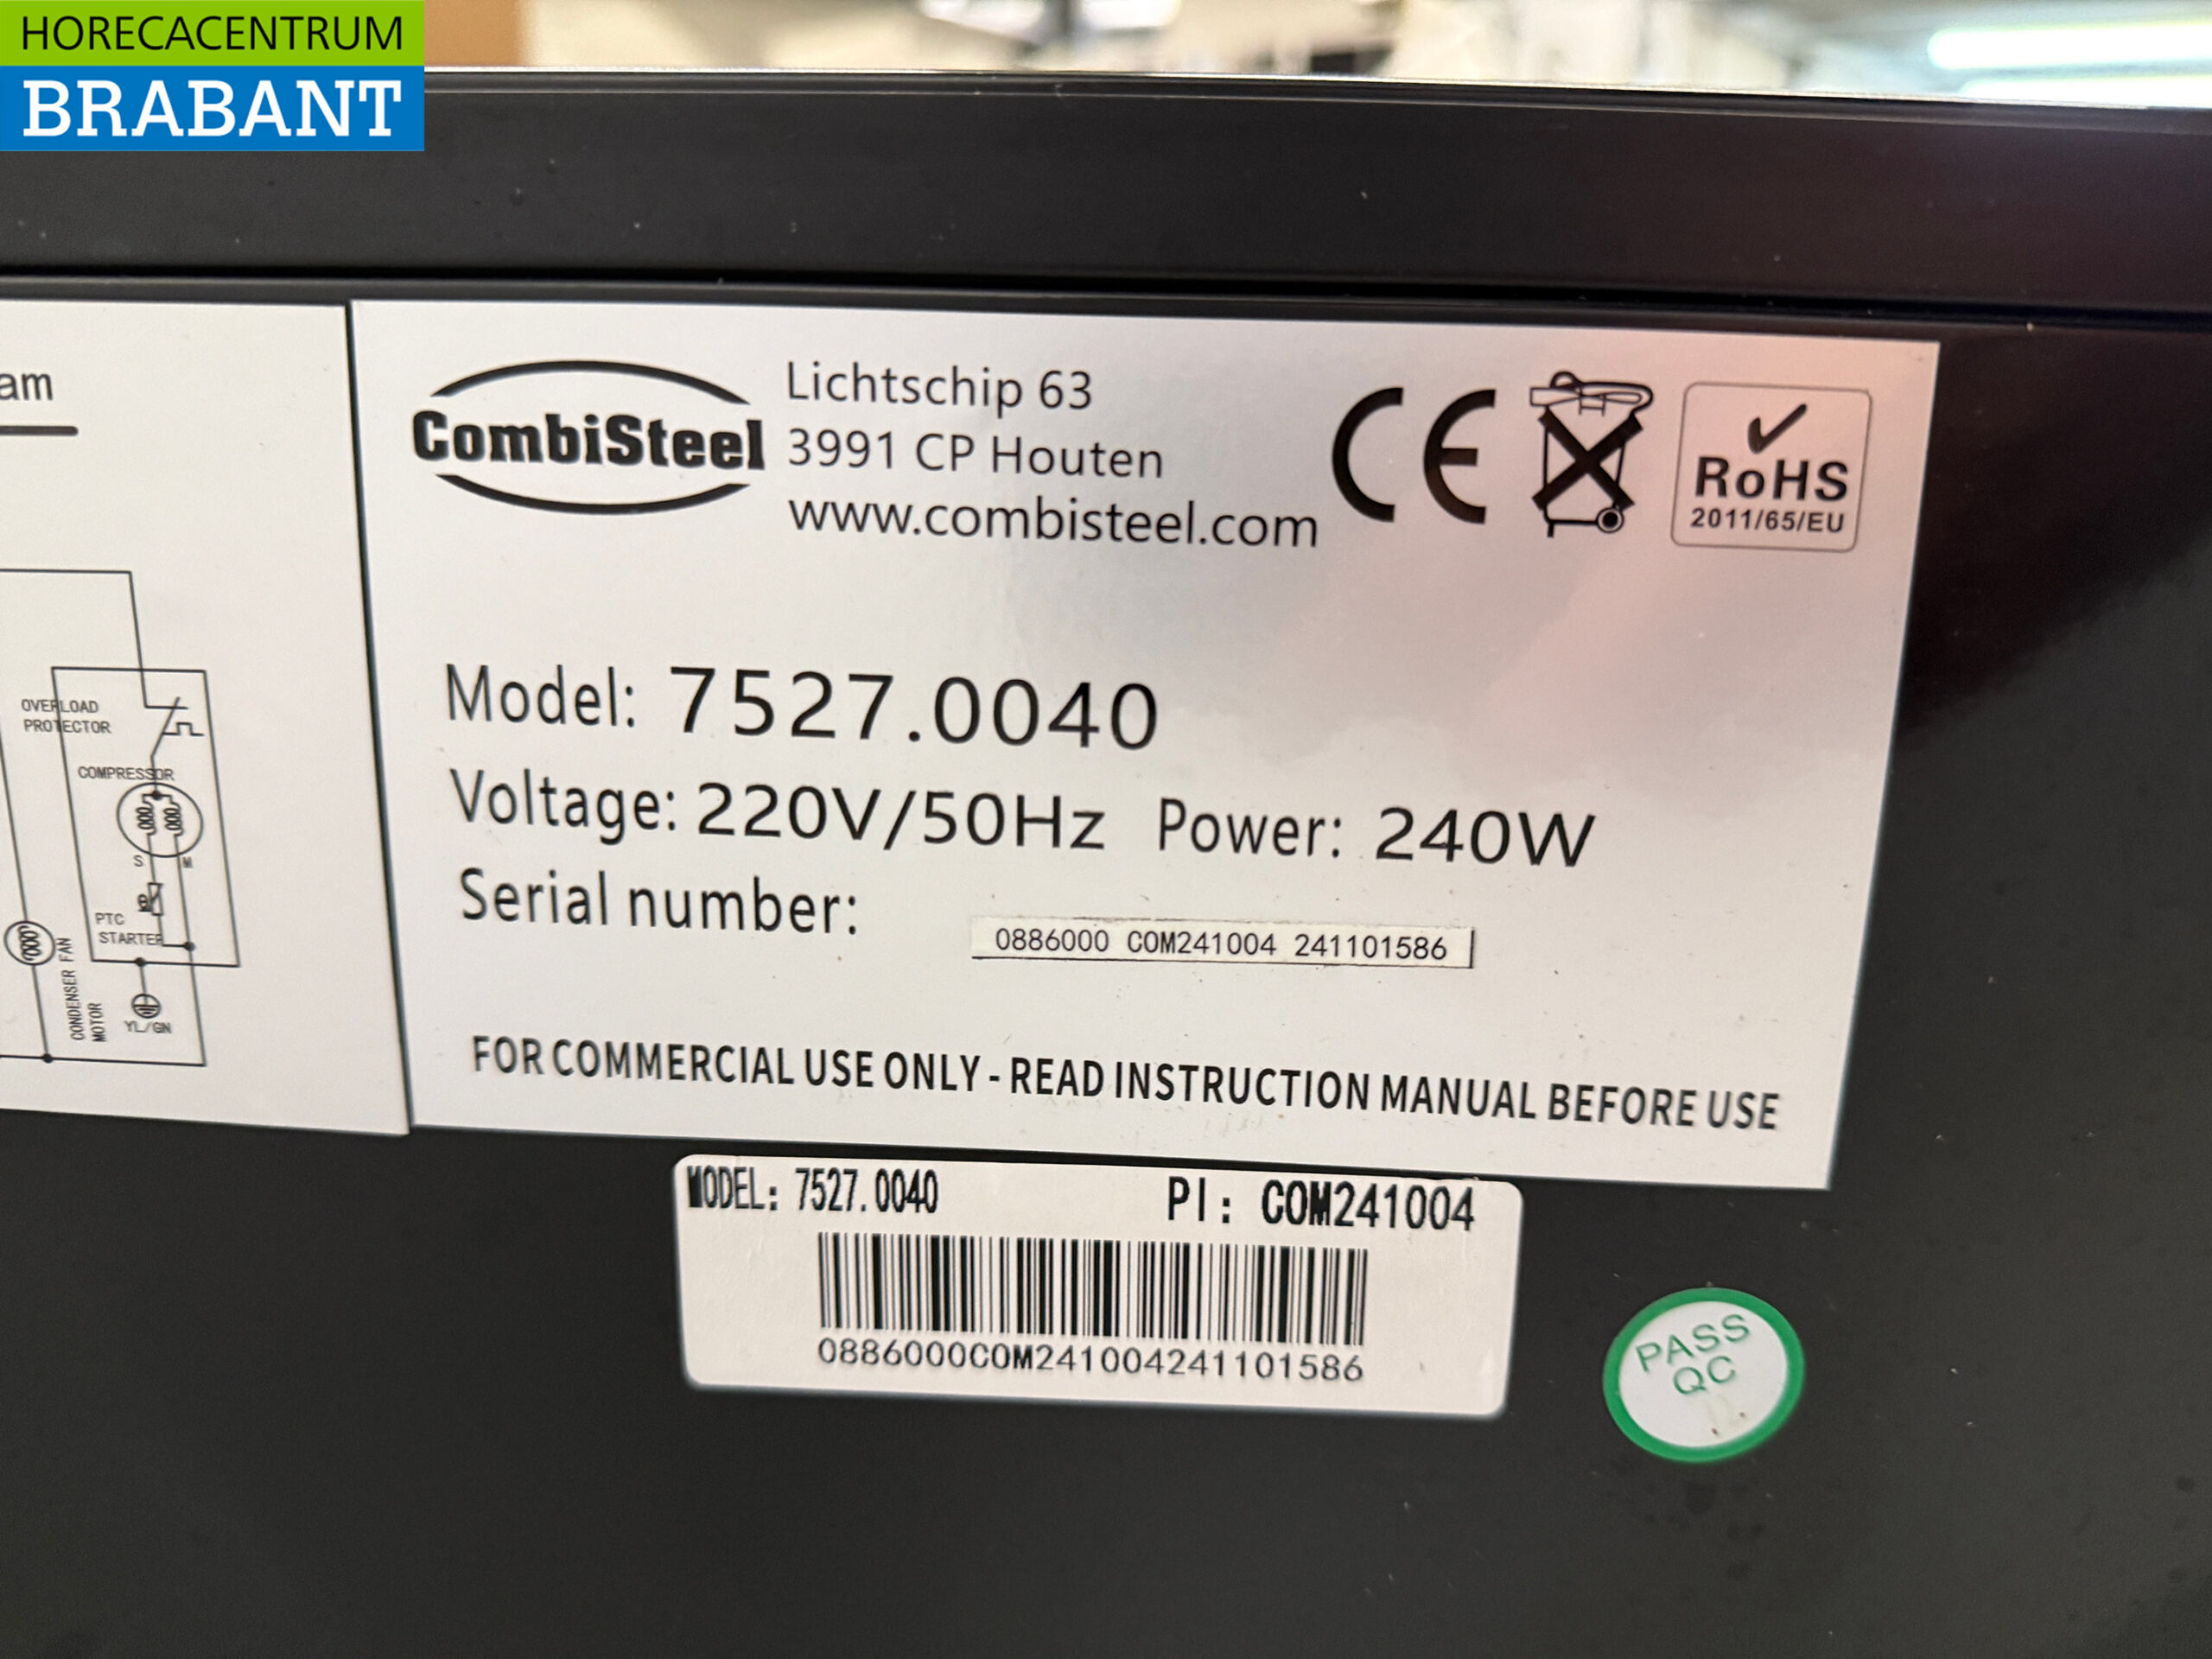 HORECACENTRUM
BRABANT
am
OVERLOAD
PROTECTOR
COMPRESSOR
S M
PTC
STARTER
CONDENSER FAN
MOTOR
YL/GN
CombiSteel
Lichtschip 63
3991 CP Houten
www.combisteel.com
CE
RoHS
2011/65/EU
Model: 7527.0040
Voltage: 220V/50Hz Power: 240W
Serial number:
0886000 COM241004 241101586
FOR COMMERCIAL USE ONLY - READ INSTRUCTION MANUAL BEFORE USE
MODEL: 7527.0040 PI: COM241004
0886000COM241004241101586
PASS
QC